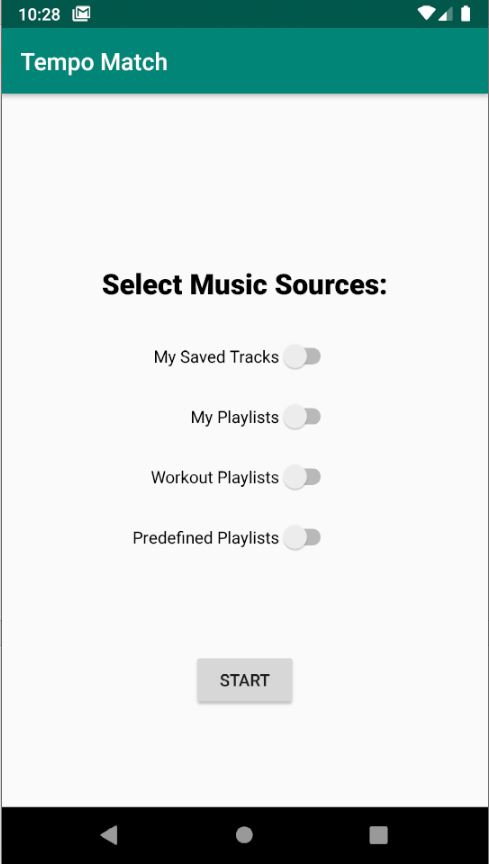 10:28
Tempo Match
Select Music Sources:
My Saved Tracks
My Playlists
Workout Playlists
Predefined Playlists
START